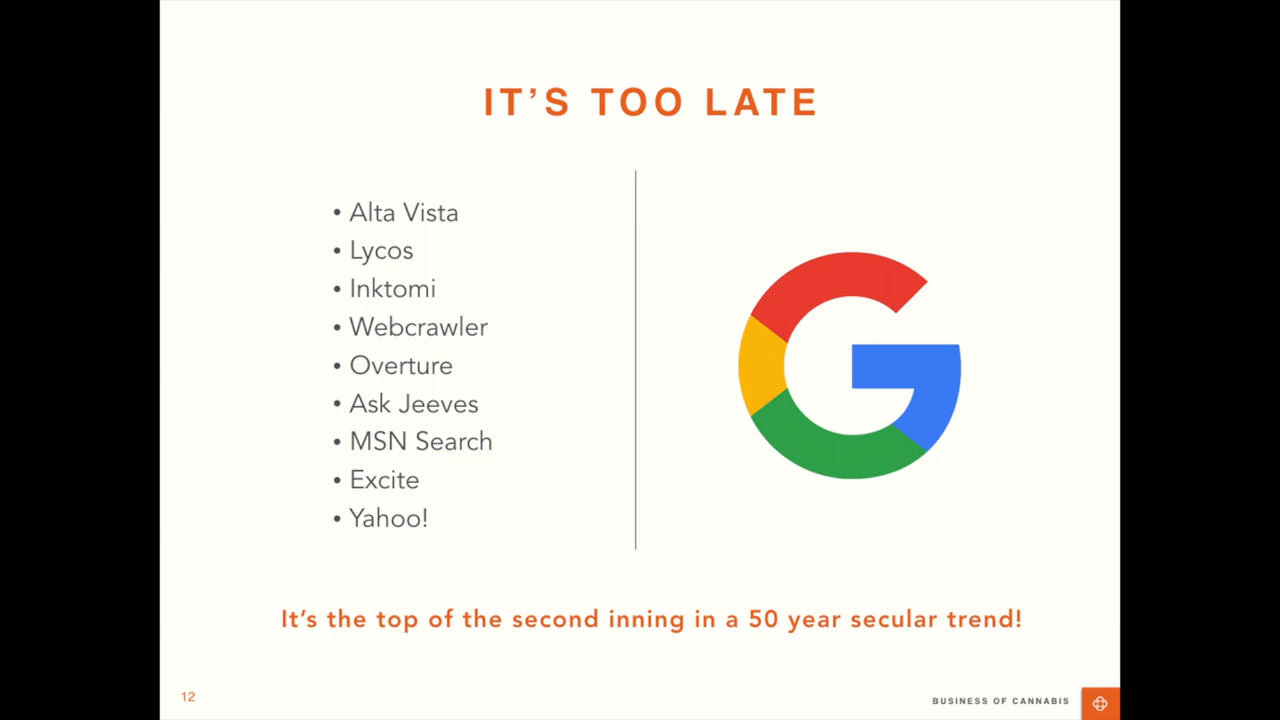 IT’S TOO LATE
• Alta Vista
• Lycos
• Inktomi
• Webcrawler
• Overture
• Ask Jeeves
• MSN Search
• Excite
• Yahoo!
G
It’s the top of the second inning in a 50 year secular trend!
12
BUSINESS OF CANNABIS